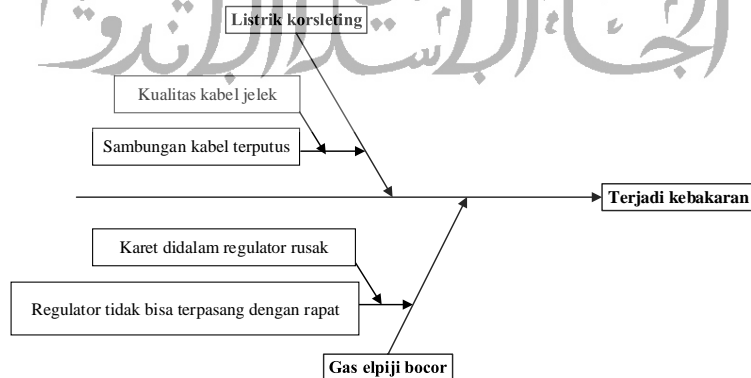 Listrik korsleting
Kualitas kabel jelek
Sambungan kabel terputus
Terjadi kebakaran
Karet didalam regulator rusak
Regulator tidak bisa terpasang dengan rapat
Gas elpiji bocor